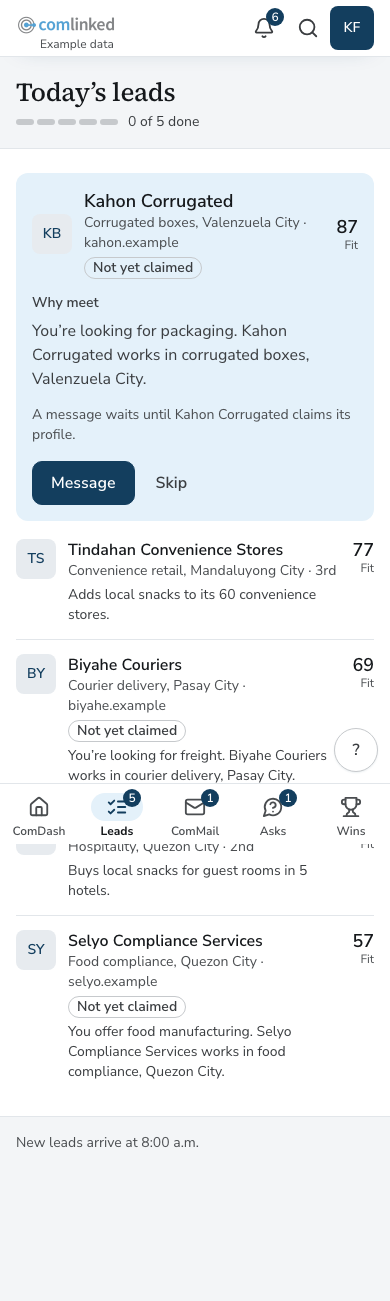 comlinked
Example data
6
KF
Today's leads
0 of 5 done
KB
Kahon Corrugated
Corrugated boxes, Valenzuela City ·
kahon.example
Not yet claimed
87
Fit
Why meet
You're looking for packaging. Kahon
Corrugated works in corrugated boxes,
Valenzuela City.
A message waits until Kahon Corrugated claims its
profile.
Message
Skip
TS
Tindahan Convenience Stores
77
Convenience retail, Mandaluyong City · 3rd
Fit
Adds local snacks to its 60 convenience
stores.
BY
Biyahe Couriers
69
Courier delivery, Pasay City ·
Fit
biyahe.example
Not yet claimed
You're looking for freight. Biyahe Couriers
works in courier delivery, Pasay City.
?
5
1
1
ComDash
Leads
ComMail
Asks
Wins
Hospitality, Quezon City · 2nd
Fit
Buys local snacks for guest rooms in 5
hotels.
SY
Selyo Compliance Services
57
Food compliance, Quezon City ·
Fit
selyo.example
Not yet claimed
You offer food manufacturing. Selyo
Compliance Services works in food
compliance, Quezon City.
New leads arrive at 8:00 a.m.